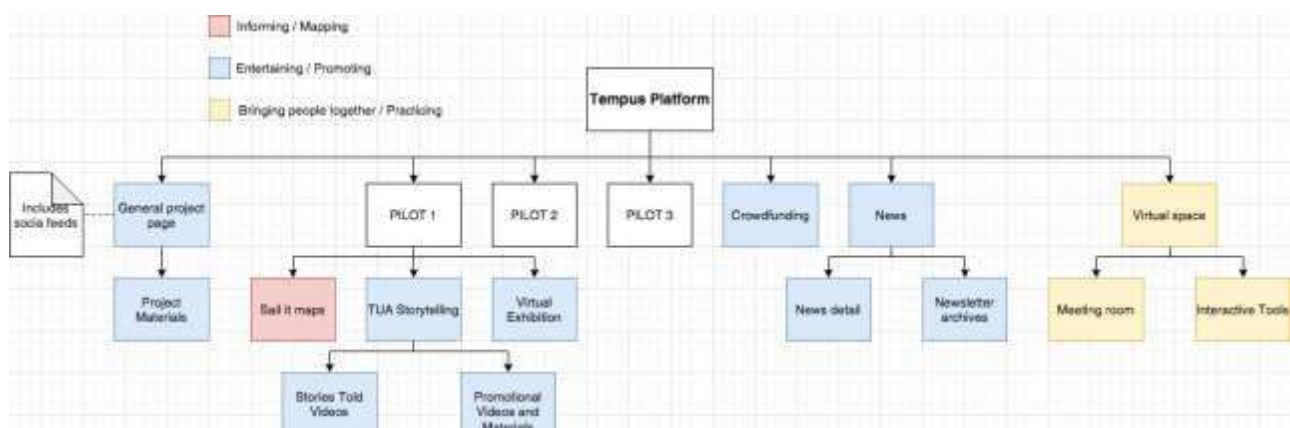 Informing / Mapping
Entertaining / Promoting
Bringing people together / Practicing
Tempus Platform
Includes
socia feeds
General project
page
PILOT 1
PILOT 2
PILOT 3
Crowdfunding
News
Virtual space
Project
Materials
Sail it maps
TUA Storytelling
Virtual
Exhibition
News detail
Newsletter
archives
Meeting room
Interactive Tools
Stories Told
Videos
Promotional
Videos and
Materials